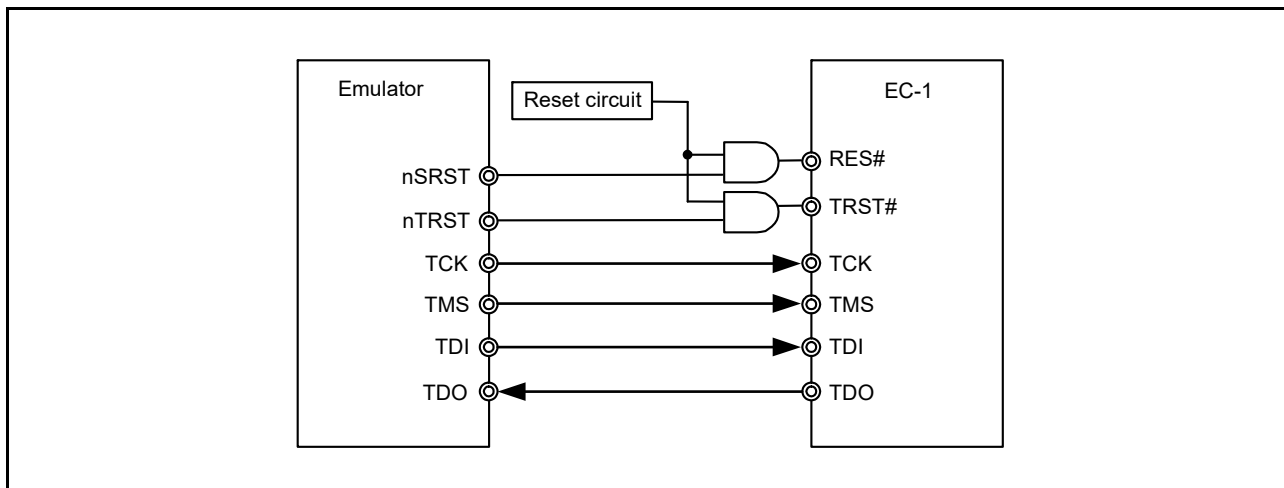 Emulator
Reset circuit
EC-1
nSRST
RES#
nTRST
TRST#
TCK
TCK
TMS
TMS
TDI
TDI
TDO
TDO